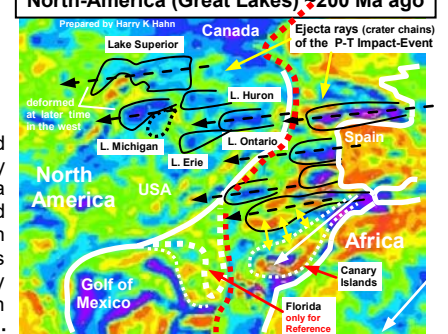 North-America (Great Lakes) ~200 Ma ago
Prepared by Harry K Hahn
Canada
Ejecta rays (crater chains)
of the P-T Impact-Event
Lake Superior
deformed
at later time
in the west
L. Huron
L. Michigan
L. Ontario
L. Erie
Spain
North
America
USA
Africa
Golf of
Mexico
Canary
Islands
Florida
only for
Reference